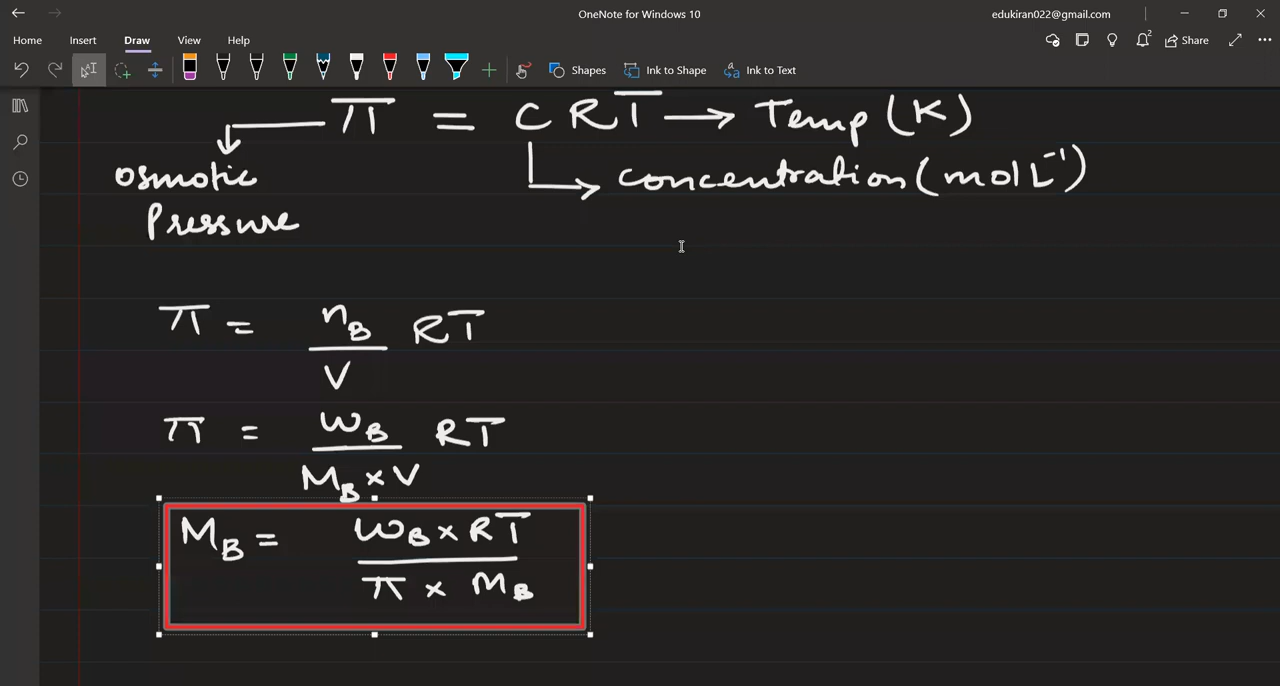 OneNote for Windows 10
edukiran022@gmail.com
Home Insert Draw View Help
2 Share
Shapes Ink to Shape Ink to Text
π = CRT → Temp (K)
Osmotic Pressure
concentration (mol L⁻¹)
π = n_B / V RT
π = w_B / M_B × V RT
M_B = w_B × RT / π × M_B